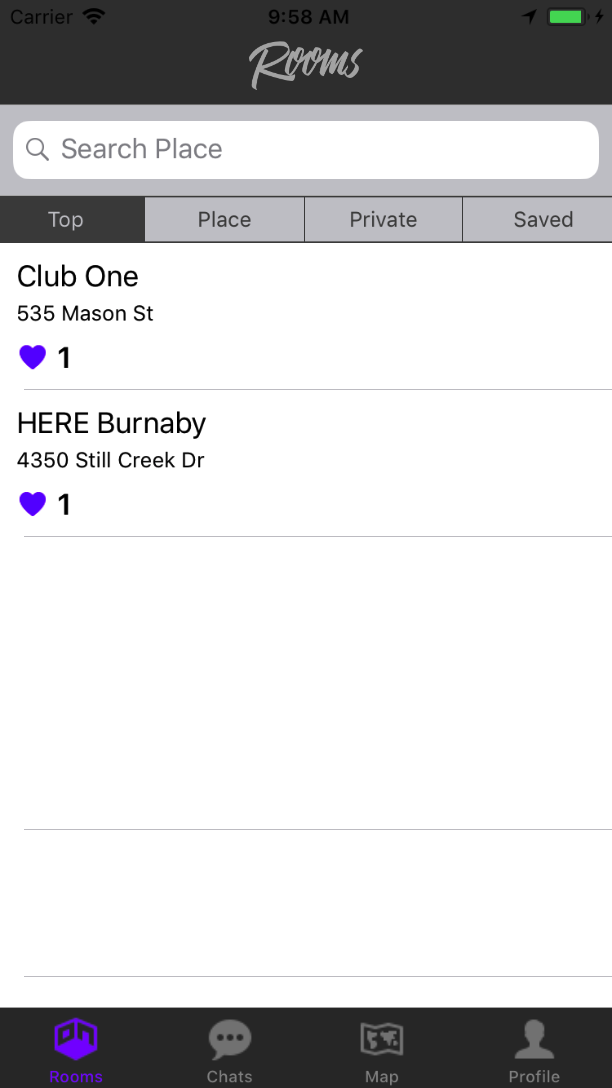 Carrier 9:58 AM
Rooms
Search Place
Top Place Private Saved
Club One
535 Mason St
1
HERE Burnaby
4350 Still Creek Dr
1
Rooms Chats Map Profile